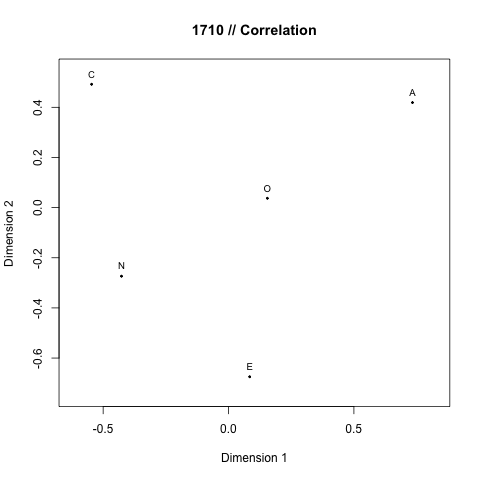 1710 // Correlation
C
A
O
N
E
0.4
0.2
0.0
-0.2
-0.4
-0.6
Dimension 2
-0.5 0.0 0.5
Dimension 1